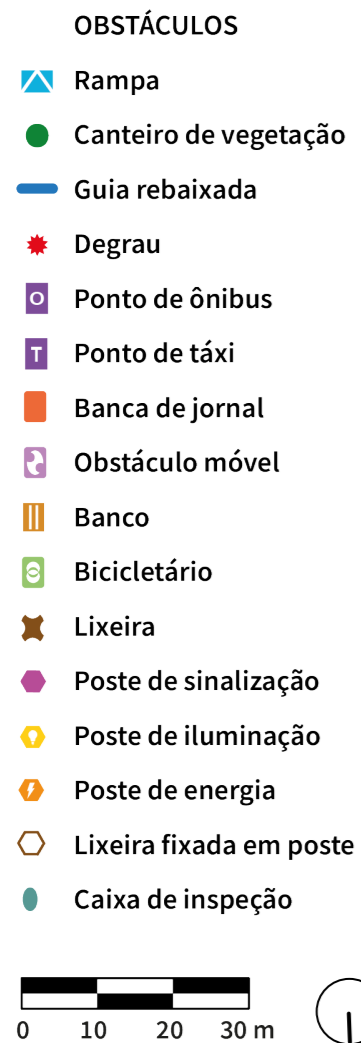 OBSTÁCULOS
Rampa
Canteiro de vegetação
Guia rebaixada
Degrau
O Ponto de ônibus
T Ponto de táxi
Banca de jornal
Obstáculo móvel
Banco
Bicicletário
Lixeira
Poste de sinalização
Poste de iluminação
Poste de energia
Lixeira fixada em poste
Caixa de inspeção
0 10 20 30 m